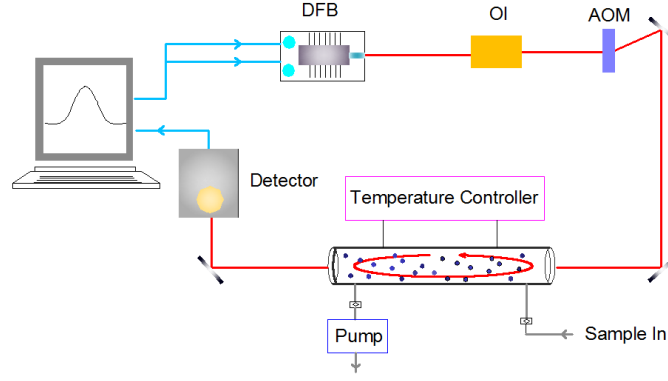 DFB
OI
AOM
Detector
Temperature Controller
Pump
Sample In